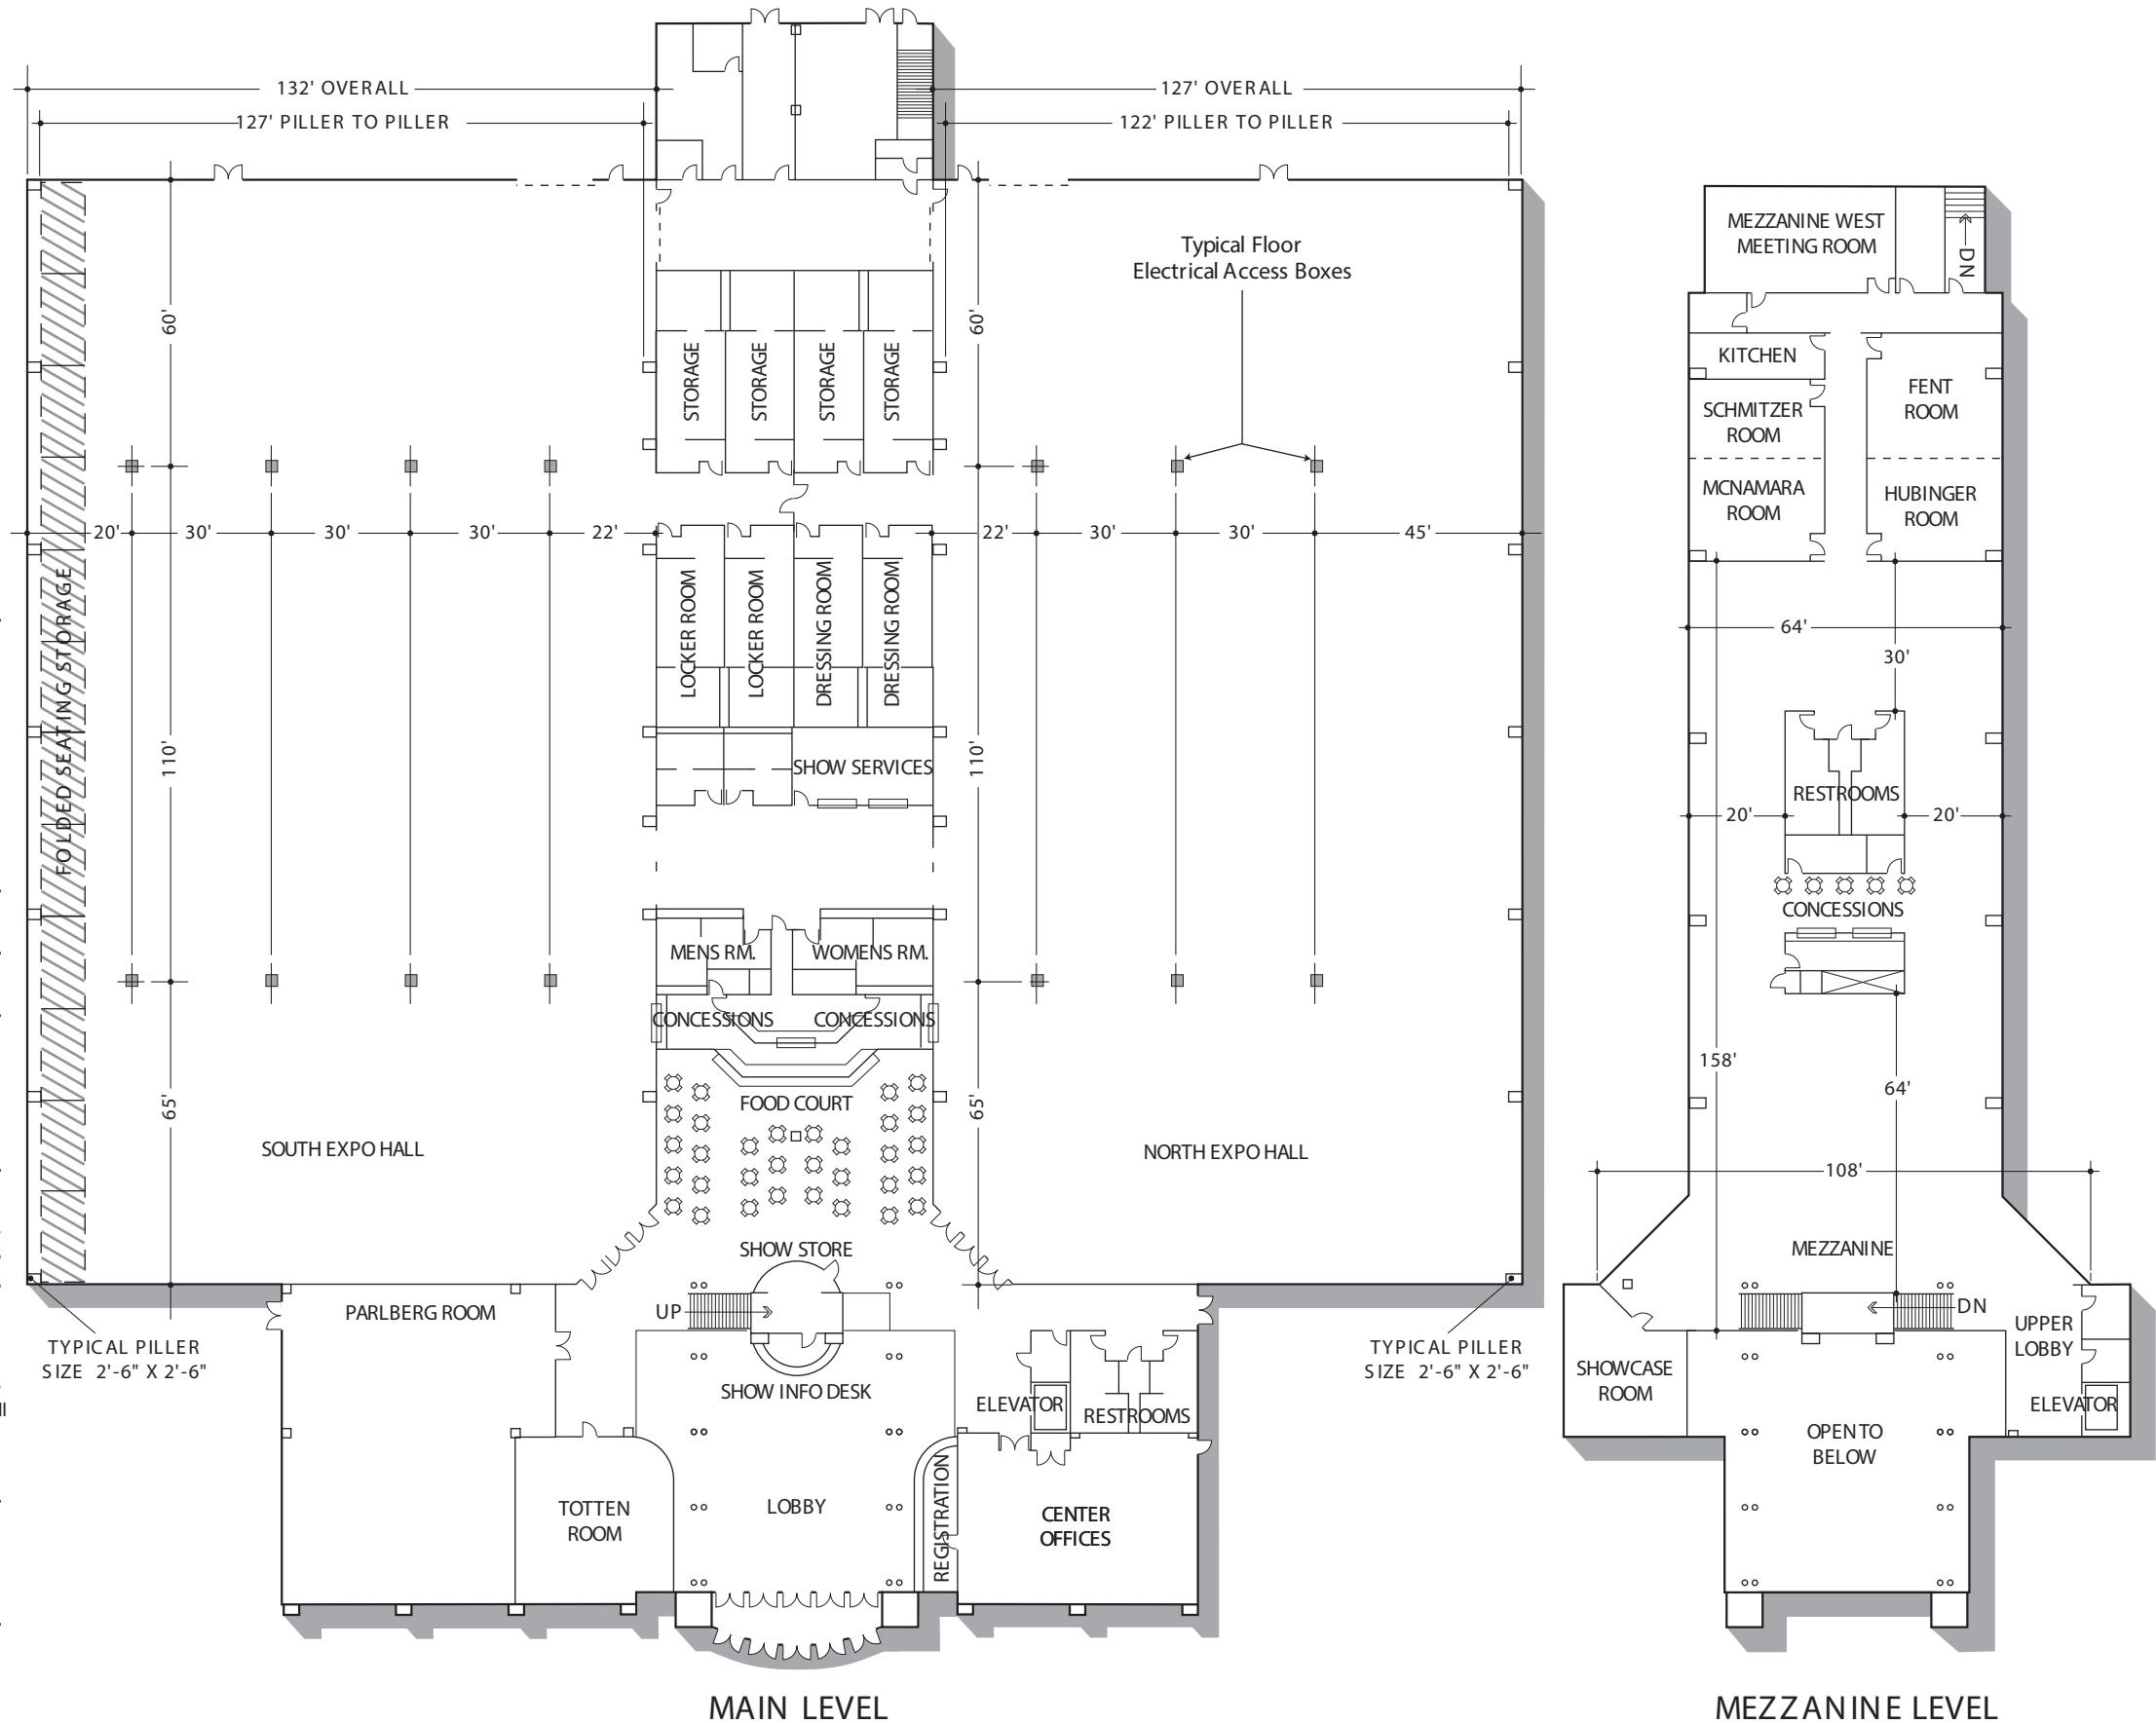 132' OVERALL
127' OVERALL
127' PILLER TO PILLER
122' PILLER TO PILLER
Typical Floor
Electrical Access Boxes
60'
60'
STORAGE
STORAGE
STORAGE
STORAGE
20'
30'
30'
30'
22'
22'
30'
30'
45'
FOLDED SEATING STORAGE
LOCKER ROOM
LOCKER ROOM
DRESSING ROOM
DRESSING ROOM
110'
110'
SHOW SERVICES
MENS RM.
WOMENS RM.
CONCESSIONS
CONCESSIONS
65'
65'
FOOD COURT
SOUTH EXPO HALL
NORTH EXPO HALL
SHOW STORE
PARLBERG ROOM
UP
TYPICAL PILLER
SIZE 2'-6" X 2'-6"
TYPICAL PILLER
SIZE 2'-6" X 2'-6"
SHOW INFO DESK
ELEVATOR
RESTROOMS
TOTTEN
ROOM
LOBBY
REGISTRATION
CENTER
OFFICES
MAIN LEVEL
MEZZANINE WEST
MEETING ROOM
DN
KITCHEN
SCHMITZER
ROOM
FENT
ROOM
MCNAMARA
ROOM
HUBINGER
ROOM
64'
30'
RESTROOMS
20'
20'
CONCESSIONS
158'
64'
108'
MEZZANINE
DN
UPPER
LOBBY
SHOWCASE
ROOM
ELEVATOR
OPEN TO
BELOW
MEZZANINE LEVEL